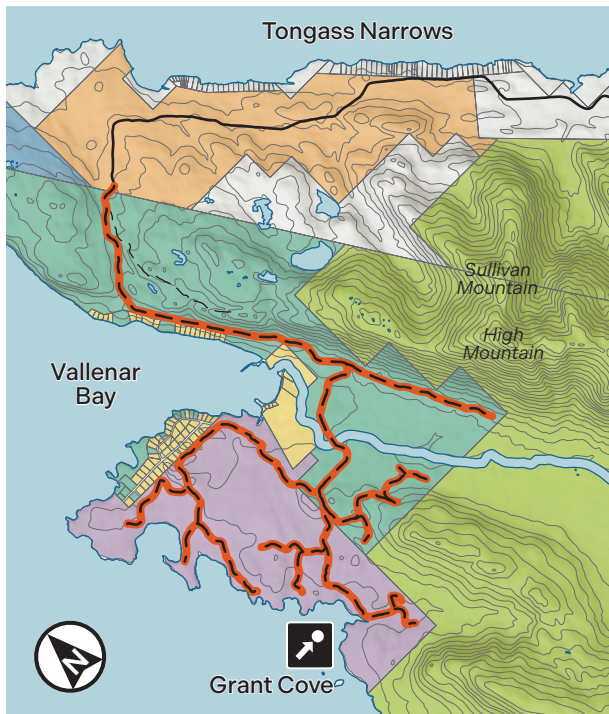 Tongass Narrows
Sullivan
Mountain
High
Mountain
Vallenar
Bay
N
Grant Cove